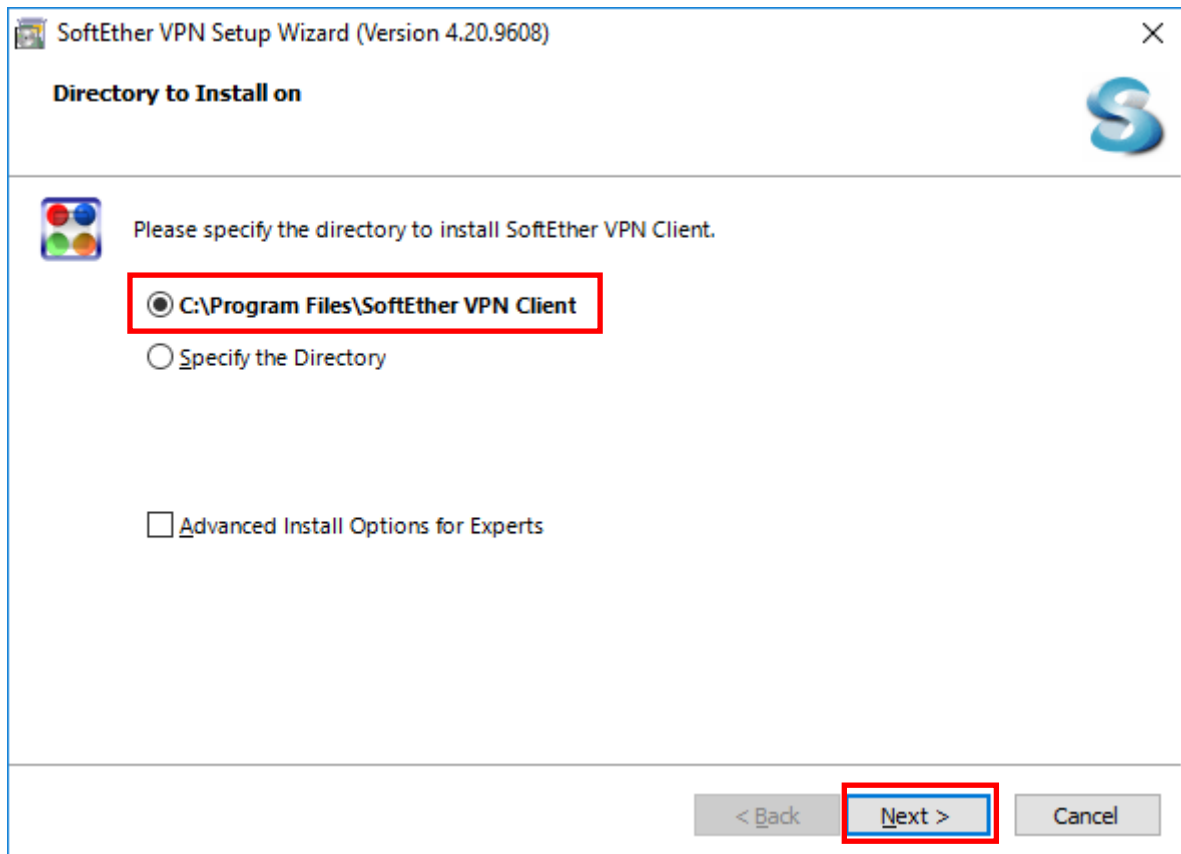 SoftEther VPN Setup Wizard (Version 4.20.9608)
Directory to Install on
Please specify the directory to install SoftEther VPN Client.
C:\Program Files\SoftEther VPN Client
Specify the Directory
Advanced Install Options for Experts
< Back Next > Cancel